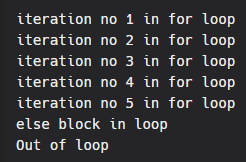 iteration no 1 in for loop
iteration no 2 in for loop
iteration no 3 in for loop
iteration no 4 in for loop
iteration no 5 in for loop
else block in loop
Out of loop